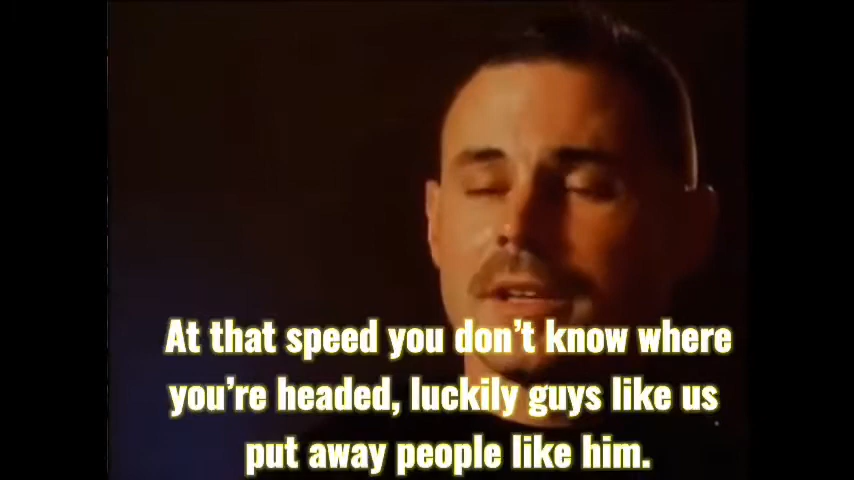 At that speed you don’t know where
you’re headed, luckily guys like us
put away people like him.